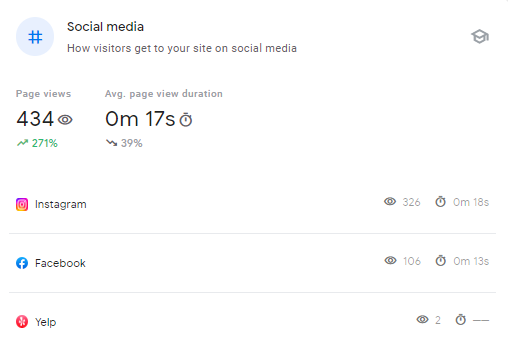 Social media
How visitors get to your site on social media
Page views
Avg. page view duration
434
0m 17s
271%
39%
Instagram
326
0m 18s
Facebook
106
0m 13s
Yelp
2
——